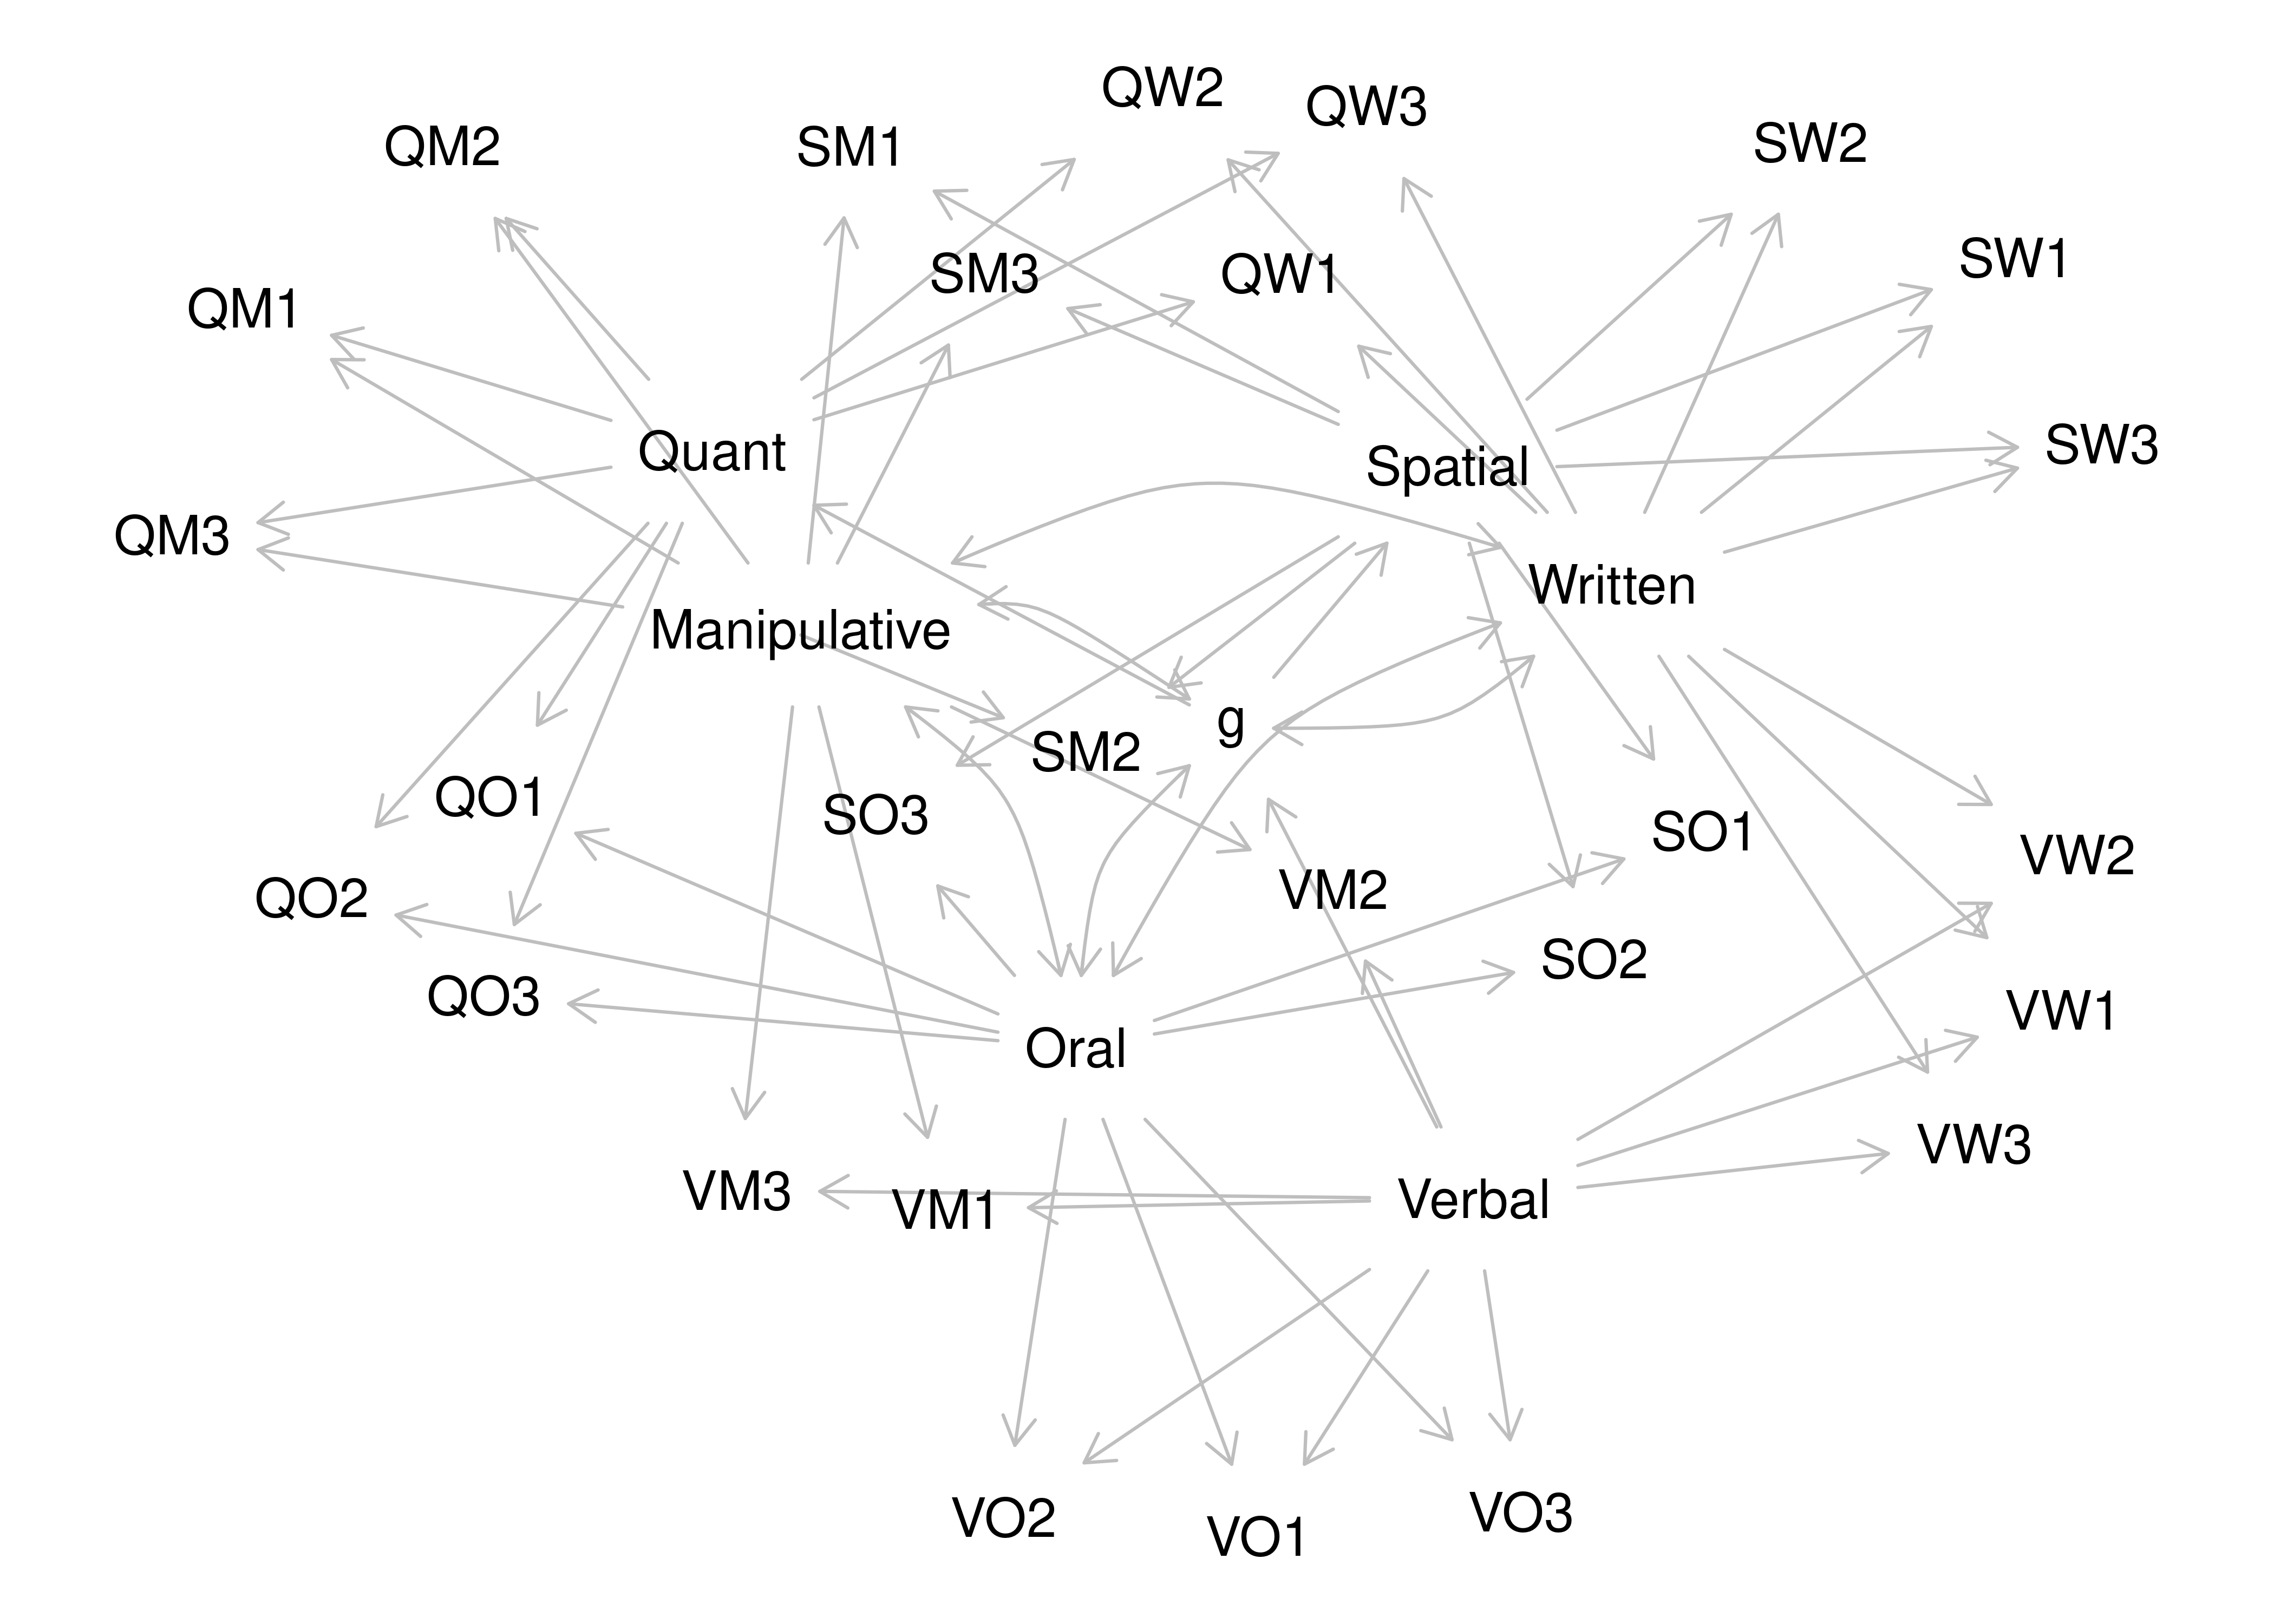 QW2
QW3
QM2
SM1
SW2
SW1
SM3
QW1
QM1
SW3
Quant
Spatial
QM3
Written
Manipulative
g
SM2
QO1
SO3
SO1
VW2
VM2
QO2
SO2
QO3
VW1
Oral
VW3
VM3
VM1
Verbal
VO2
VO1
VO3